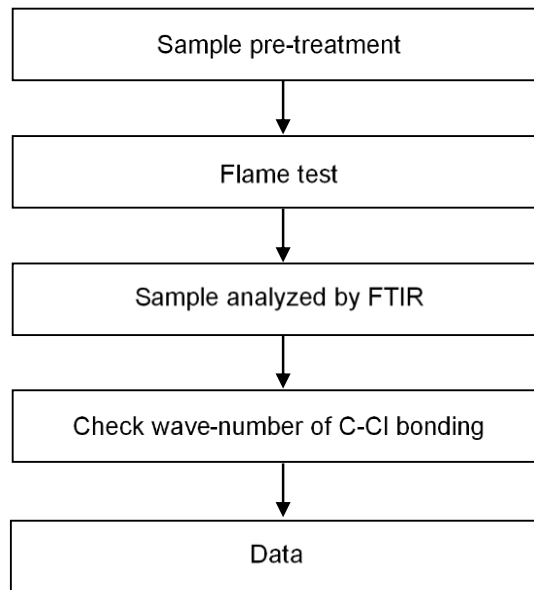 Sample pre-treatment
Flame test
Sample analyzed by FTIR
Check wave-number of C-Cl bonding
Data